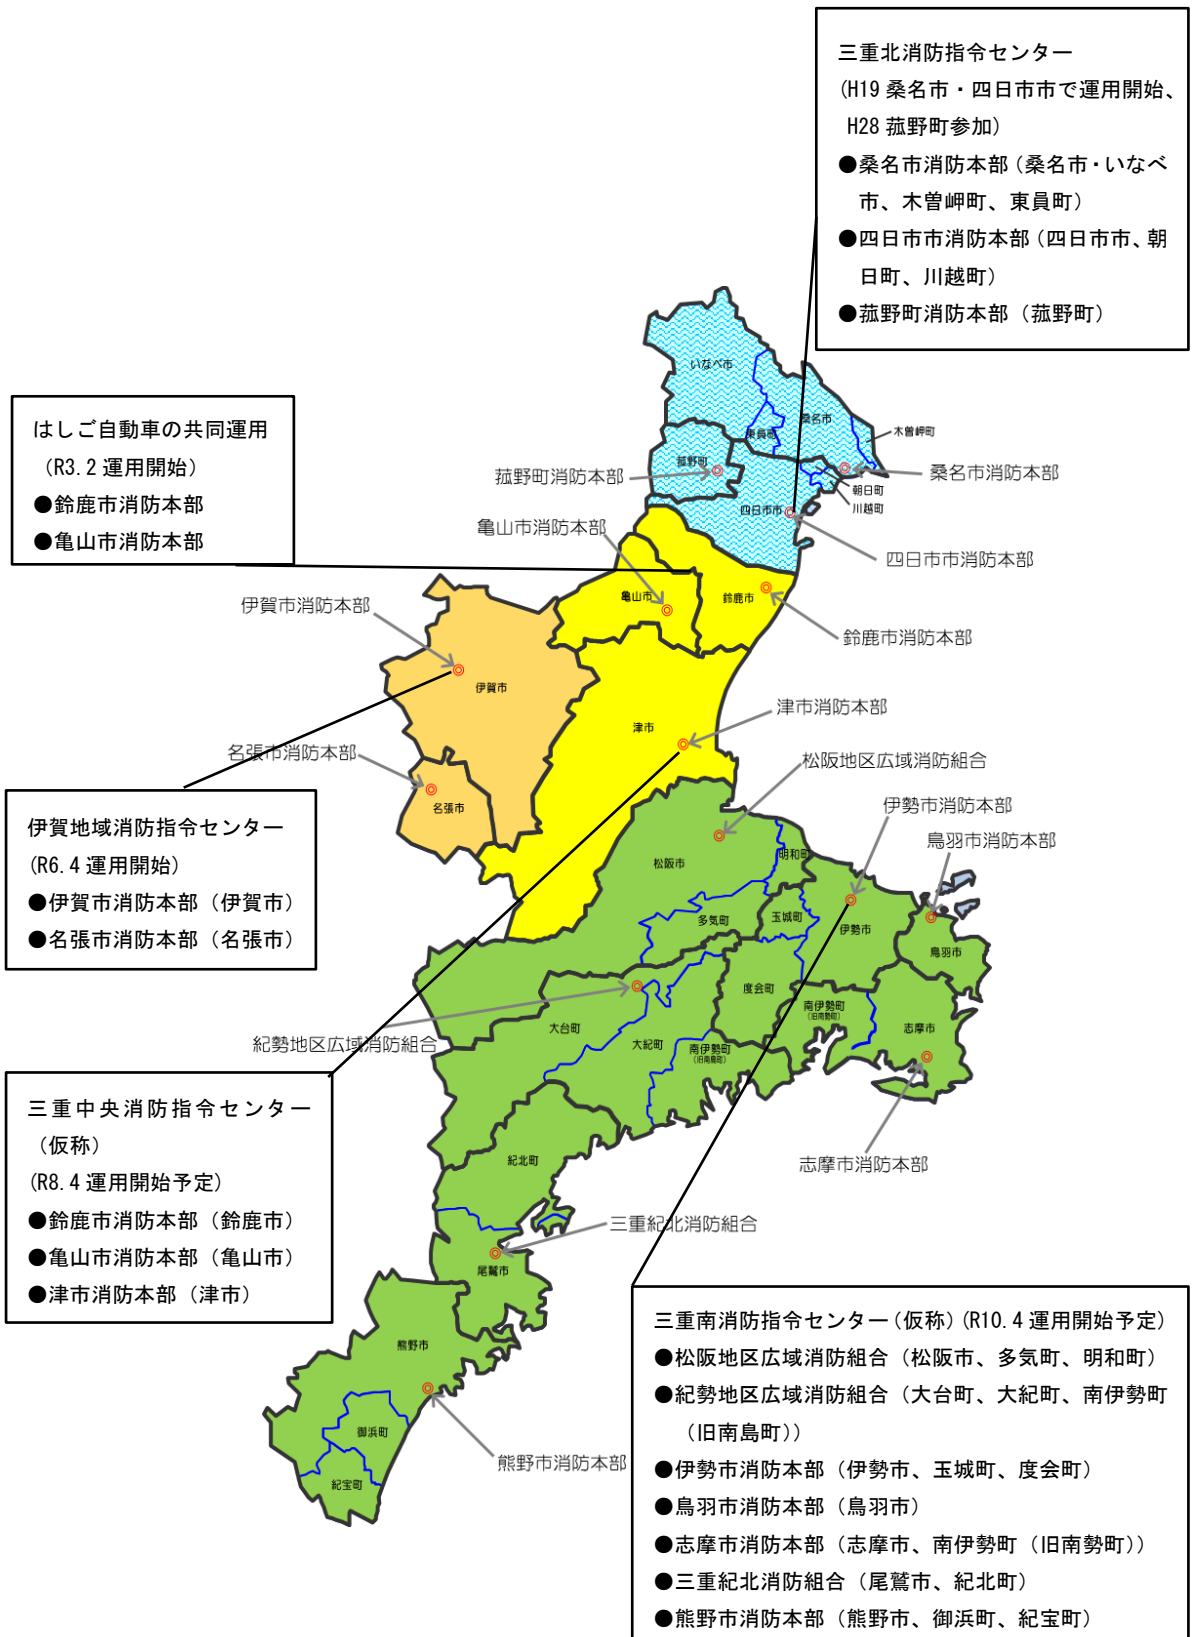 三重北消防指令センター
(H19 桑名市・四日市市で運用開始、
H28 菰野町参加)
●桑名市消防本部（桑名市・いなべ
市、木曽岬町、東員町）
●四日市市消防本部（四日市市、朝
日町、川越町）
●菰野町消防本部（菰野町）
はしご自動車の共同運用
（R3.2 運用開始）
●鈴鹿市消防本部
●亀山市消防本部
いなべ市
桑名市
東員町
木曽岬町
菰野町
菰野町消防本部
桑名市消防本部
朝日町
川越町
四日市市
亀山市消防本部
四日市市消防本部
伊賀市消防本部
亀山市
鈴鹿市
鈴鹿市消防本部
伊賀市
津市消防本部
津市
名張市消防本部
松阪地区広域消防組合
名張市
伊勢市消防本部
鳥羽市消防本部
伊賀地域消防指令センター
(R6.4 運用開始)
●伊賀市消防本部（伊賀市）
●名張市消防本部（名張市）
松阪市
明和町
多気町
玉城町
伊勢市
鳥羽市
度会町
南伊勢町
（旧南勢町）
志摩市
大台町
大紀町
南伊勢町
（旧南島町）
紀勢地区広域消防組合
三重中央消防指令センター
（仮称）
(R8.4 運用開始予定)
●鈴鹿市消防本部（鈴鹿市）
●亀山市消防本部（亀山市）
●津市消防本部（津市）
紀北町
志摩市消防本部
三重紀北消防組合
尾鷲市
熊野市
御浜町
紀宝町
熊野市消防本部
三重南消防指令センター（仮称）(R10.4 運用開始予定)
●松阪地区広域消防組合（松阪市、多気町、明和町）
●紀勢地区広域消防組合（大台町、大紀町、南伊勢町
（旧南島町））
●伊勢市消防本部（伊勢市、玉城町、度会町）
●鳥羽市消防本部（鳥羽市）
●志摩市消防本部（志摩市、南伊勢町（旧南勢町））
●三重紀北消防組合（尾鷲市、紀北町）
●熊野市消防本部（熊野市、御浜町、紀宝町）